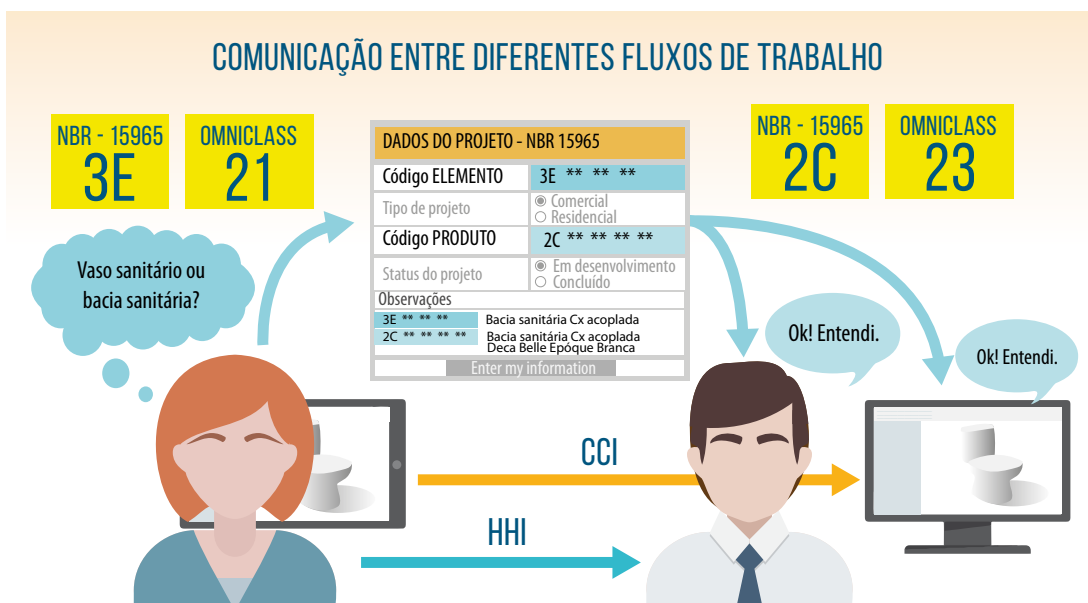 COMUNICAÇÃO ENTRE DIFERENTES FLUXOS DE TRABALHO
NBR - 15965
3E
OMNICLASS
21
Vaso sanitário ou
bacia sanitária?
DADOS DO PROJETO - NBR 15965
Código ELEMENTO 3E ** ** **
Tipo de projeto
Comercial
Residencial
Código PRODUTO 2C ** ** ** **
Status do projeto
Em desenvolvimento
Concluído
Observações
3E ** ** ** Bacia sanitária Cx acoplada
2C ** ** ** ** Bacia sanitária Cx acoplada
Deca Belle Epóque Branca
Enter my information
NBR - 15965
2C
OMNICLASS
23
Ok! Entendi.
Ok! Entendi.
CCI
HHI